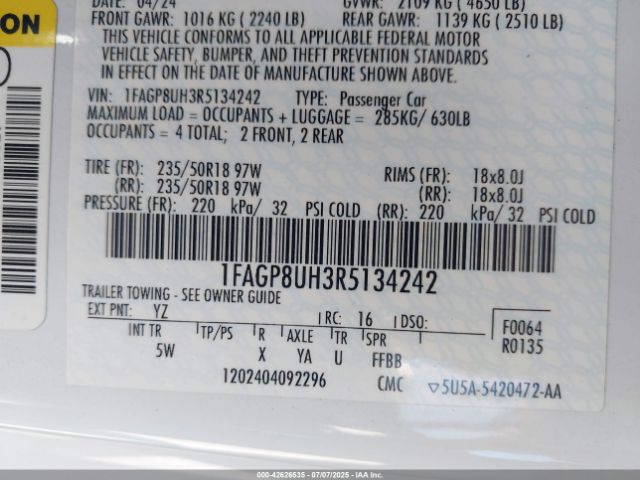 04/24 GVWR: 2109 KG ( 4650 LB)
FRONT GAWR: 1016 KG ( 2240 LB) REAR GAWR: 1139 KG ( 2510 LB)
THIS VEHICLE CONFORMS TO ALL APPLICABLE FEDERAL MOTOR
VEHICLE SAFETY, BUMPER, AND THEFT PREVENTION STANDARDS
IN EFFECT ON THE DATE OF MANUFACTURE SHOWN ABOVE.
VIN: 1FAGP8UH3R5134242 TYPE: Passenger Car
MAXIMUM LOAD = OCCUPANTS + LUGGAGE = 285KG/ 630LB
OCCUPANTS = 4 TOTAL; 2 FRONT, 2 REAR
TIRE (FR): 235/50R18 97W RIMS (FR): 18x8.0J
(RR): 235/50R18 97W (RR): 18x8.0J
PRESSURE (FR): 220 kPa/ 32 PSI COLD (RR): 220 kPa/ 32 PSI COLD
1FAGP8UH3R5134242
TRAILER TOWING - SEE OWNER GUIDE
EXT PNT: YZ RC: 16 DSO: F0064
INT TR TP/PS R AXLE TR SPR R0135
5W X YA U FFBB
1202404092296 CMC 5U5A-5420472-AA
000-42626535 - 07/07/2025 - IAAI.com